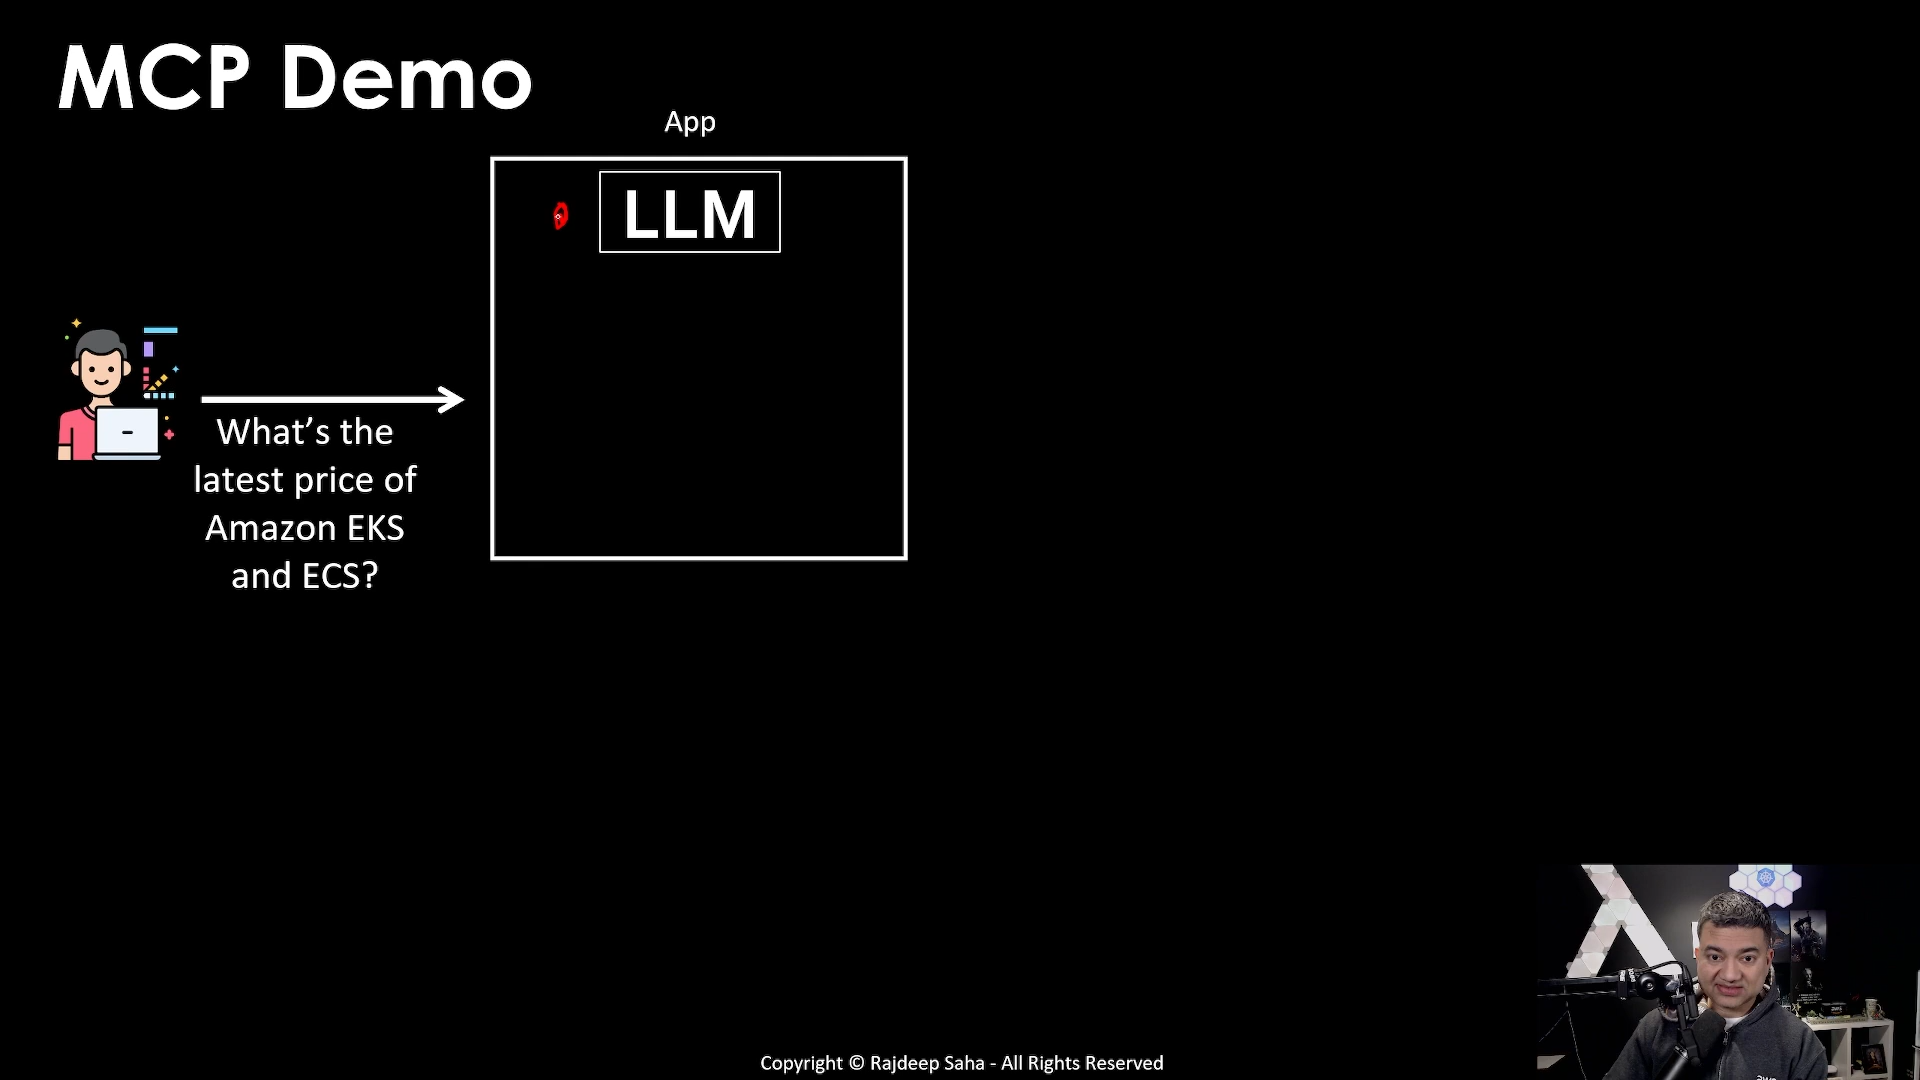 MCP Demo
App
LLM
What’s the
latest price of
Amazon EKS
and ECS?
Copyright © Rajdeep Saha - All Rights Reserved